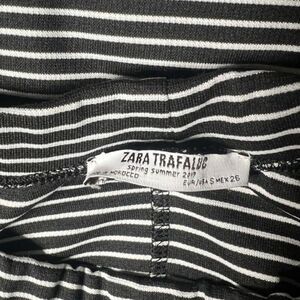 ZARA TRAFALUC
spring summer 2017
MOROCCO
EUR/USA S MEX 26